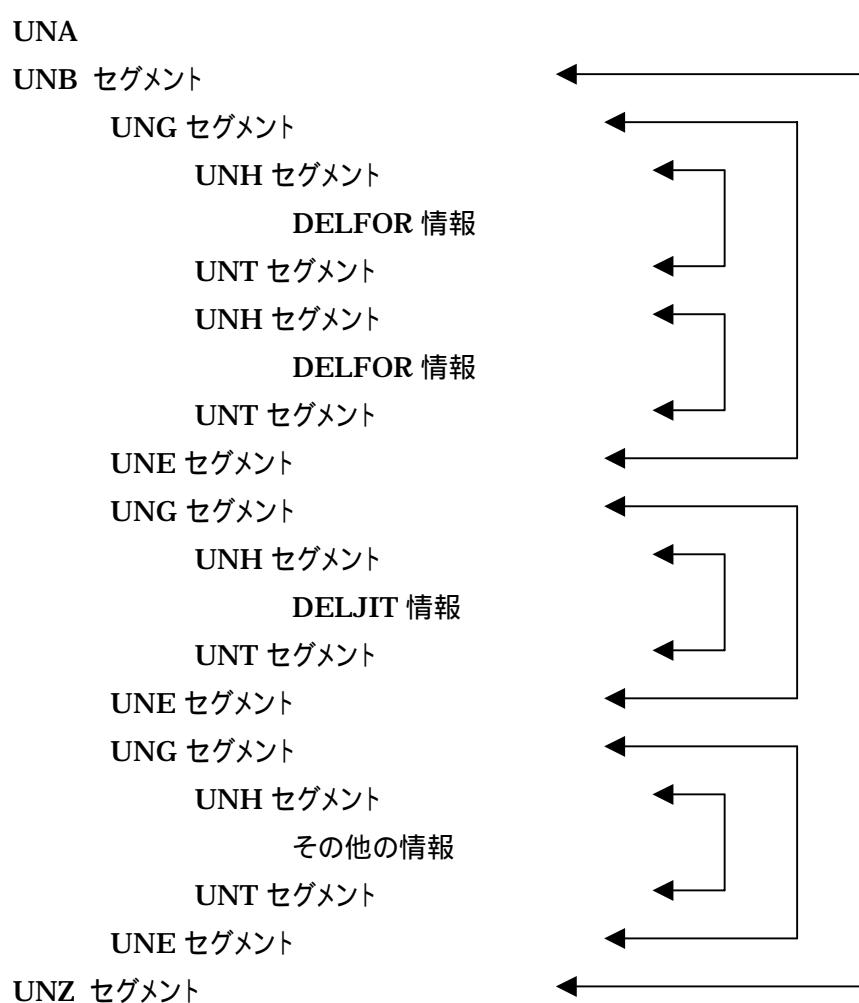 UNA
UNB セグメント
UNG セグメント
UNH セグメント
DELFOR 情報
UNT セグメント
UNH セグメント
DELFOR 情報
UNT セグメント
UNE セグメント
UNG セグメント
UNH セグメント
DELJIT 情報
UNT セグメント
UNE セグメント
UNG セグメント
UNH セグメント
その他の情報
UNT セグメント
UNE セグメント
UNZ セグメント